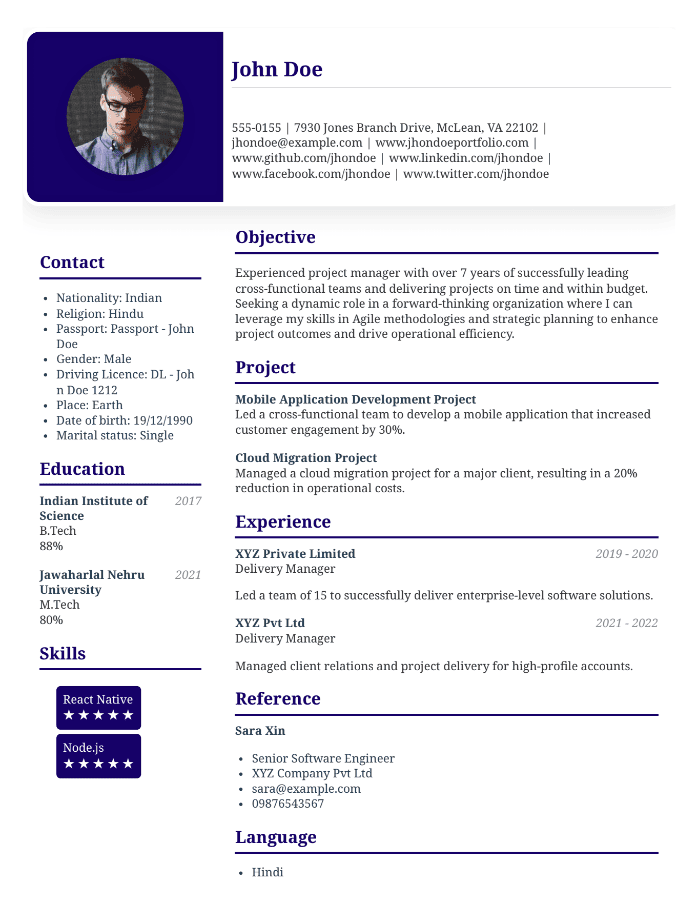 John Doe
555-0155 | 7930 Jones Branch Drive, McLean, VA 22102 |
jhondoe@example.com | www.jhondoeportfolio.com |
www.github.com/jhondoe | www.linkedin.com/jhondoe |
www.facebook.com/jhondoe | www.twitter.com/jhondoe
Contact
• Nationality: Indian
• Religion: Hindu
• Passport: Passport - John
Doe
• Gender: Male
• Driving Licence: DL - Joh
n Doe 1212
• Place: Earth
• Date of birth: 19/12/1990
• Marital status: Single
Education
Indian Institute of 2017
Science
B.Tech
88%
Jawaharlal Nehru 2021
University
M.Tech
80%
Skills
React Native
★★★★★
Node.js
★★★★★
Objective
Experienced project manager with over 7 years of successfully leading
cross-functional teams and delivering projects on time and within budget.
Seeking a dynamic role in a forward-thinking organization where I can
leverage my skills in Agile methodologies and strategic planning to enhance
project outcomes and drive operational efficiency.
Project
Mobile Application Development Project
Led a cross-functional team to develop a mobile application that increased
customer engagement by 30%.
Cloud Migration Project
Managed a cloud migration project for a major client, resulting in a 20%
reduction in operational costs.
Experience
XYZ Private Limited 2019 - 2020
Delivery Manager
Led a team of 15 to successfully deliver enterprise-level software solutions.
XYZ Pvt Ltd 2021 - 2022
Delivery Manager
Managed client relations and project delivery for high-profile accounts.
Reference
Sara Xin
• Senior Software Engineer
• XYZ Company Pvt Ltd
• sara@example.com
• 09876543567
Language
• Hindi